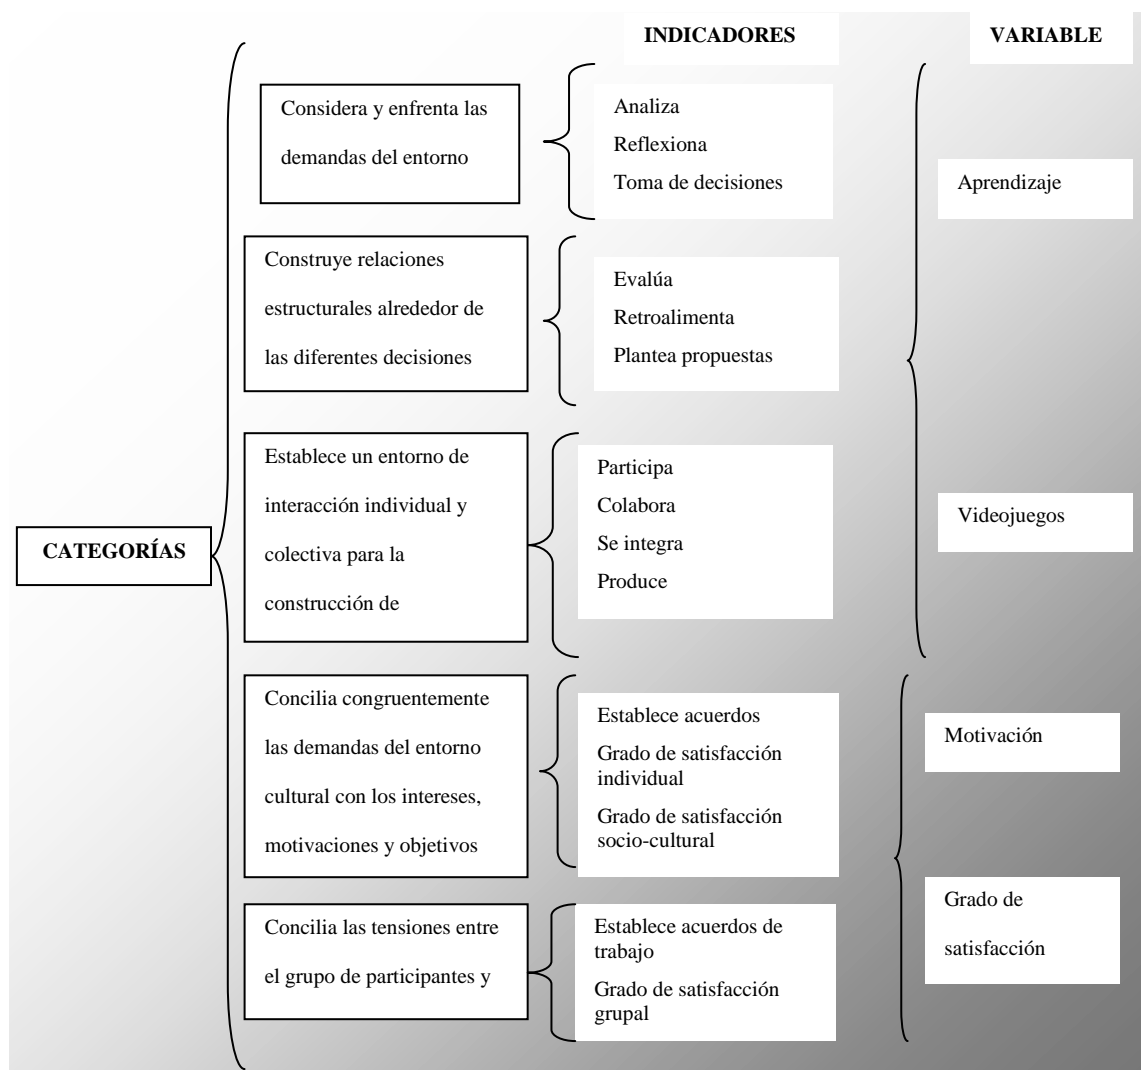 INDICADORES
VARIABLE
CATEGORÍAS
Considera y enfrenta las
demandas del entorno
Analiza
Reflexiona
Toma de decisiones
Construye relaciones
estructurales alrededor de
las diferentes decisiones
Evalúa
Retroalimenta
Plantea propuestas
Establece un entorno de
interacción individual y
colectiva para la
construcción de
Participa
Colabora
Se integra
Produce
Concilia congruentemente
las demandas del entorno
cultural con los intereses,
motivaciones y objetivos
Establece acuerdos
Grado de satisfacción
individual
Grado de satisfacción
socio-cultural
Concilia las tensiones entre
el grupo de participantes y
Establece acuerdos de
trabajo
Grado de satisfacción
grupal
Aprendizaje
Videojuegos
Motivación
Grado de
satisfacción